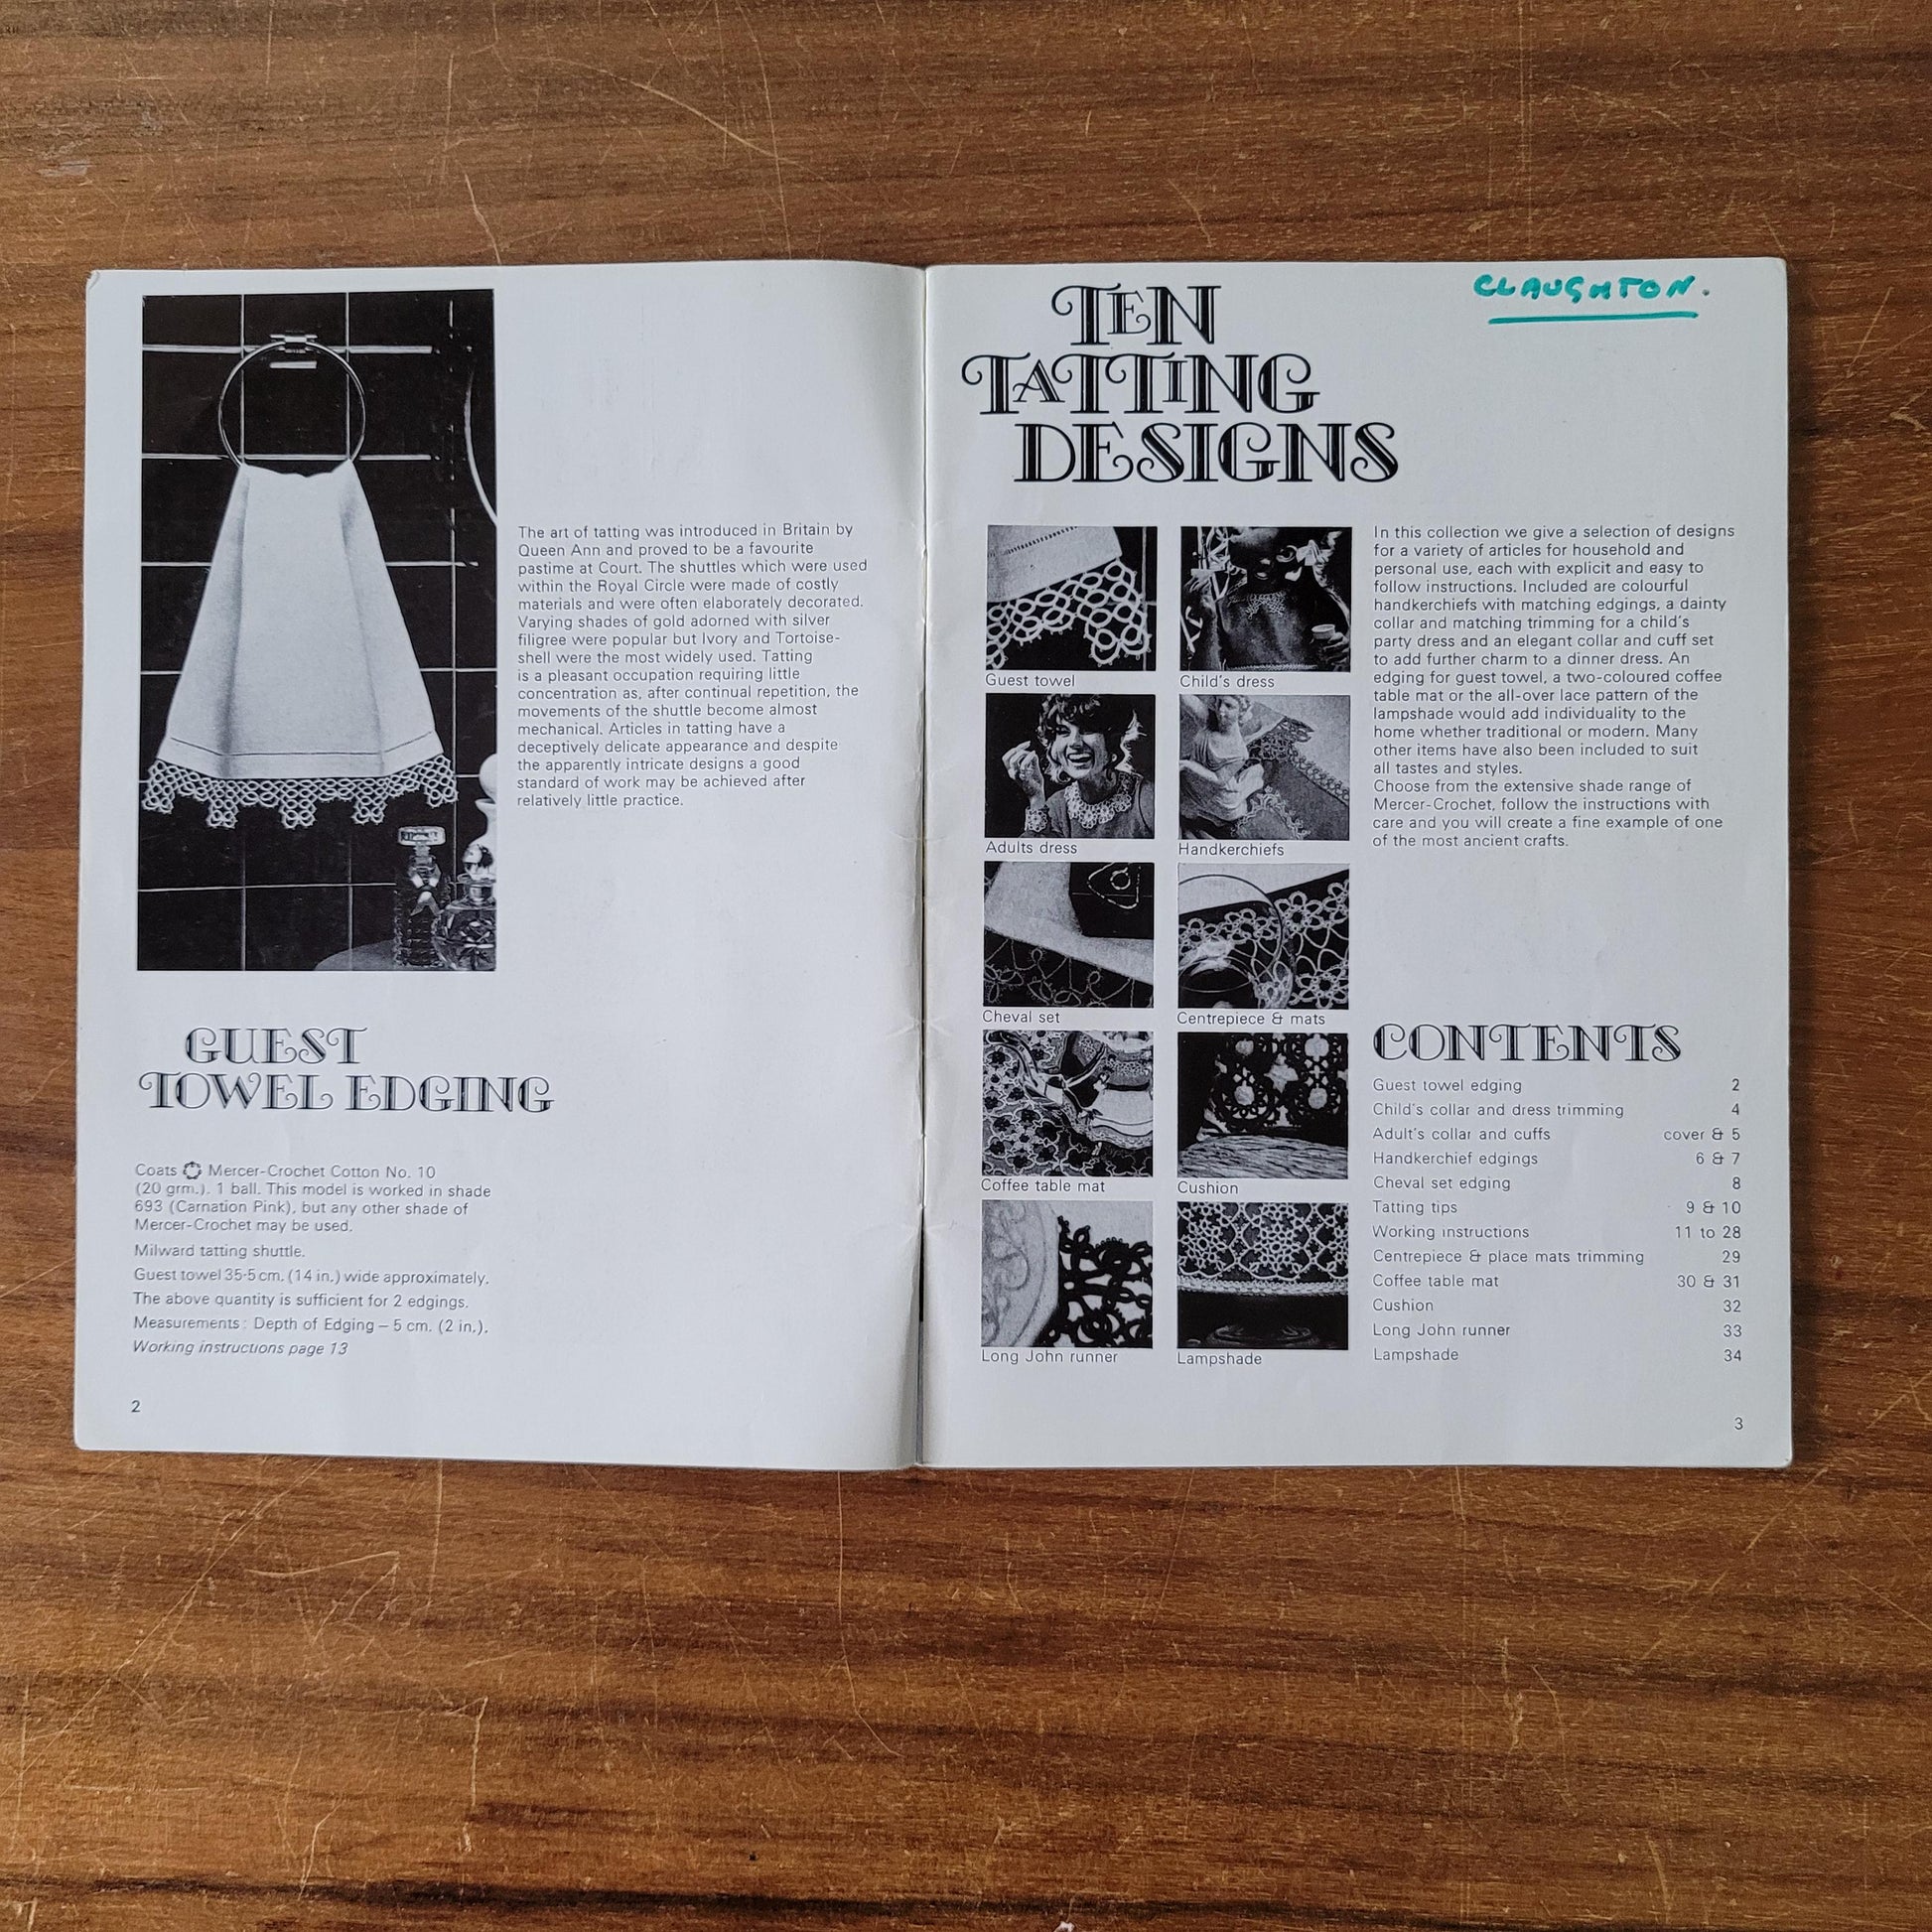 The art of tatting was introduced in Britain by
Queen Ann and proved to be a favourite
pastime at Court. The shuttles which were used
within the Royal Circle were made of costly
materials and were often elaborately decorated.
Varying shades of gold adorned with silver
filigree were popular but Ivory and Tortoise-
shell were the most widely used. Tatting
is a pleasant occupation requiring little
concentration as, after continual repetition, the
movements of the shuttle become almost
mechanical. Articles in tatting have a
deceptively delicate appearance and despite
the apparently intricate designs a good
standard of work may be achieved after
relatively little practice.
GUEST
TOWEL EDGING
Coats Mercer-Crochet Cotton No. 10
(20 grm.). 1 ball. This model is worked in shade
693 (Carnation Pink), but any other shade of
Mercer-Crochet may be used.
Milward tatting shuttle.
Guest towel 35·5 cm. (14 in.) wide approximately.
The above quantity is sufficient for 2 edgings.
Measurements: Depth of Edging – 5 cm. (2 in.).
Working instructions page 13
2
CLAUGHTON.
TEN
TATTING
DESIGNS
Guest towel
Child's dress
Adults dress
Handkerchiefs
Cheval set
Centrepiece & mats
Coffee table mat
Cushion
Long John runner
Lampshade
In this collection we give a selection of designs
for a variety of articles for household and
personal use, each with explicit and easy to
follow instructions. Included are colourful
handkerchiefs with matching edgings, a dainty
collar and matching trimming for a child's
party dress and an elegant collar and cuff set
to add further charm to a dinner dress. An
edging for guest towel, a two-coloured coffee
table mat or the all-over lace pattern of the
lampshade would add individuality to the
home whether traditional or modern. Many
other items have also been included to suit
all tastes and styles.
Choose from the extensive shade range of
Mercer-Crochet, follow the instructions with
care and you will create a fine example of one
of the most ancient crafts.
CONTENTS
Guest towel edging 2
Child's collar and dress trimming 4
Adult's collar and cuffs cover & 5
Handkerchief edgings 6 & 7
Cheval set edging 8
Tatting tips 9 & 10
Working instructions 11 to 28
Centrepiece & place mats trimming 29
Coffee table mat 30 & 31
Cushion 32
Long John runner 33
Lampshade 34
3